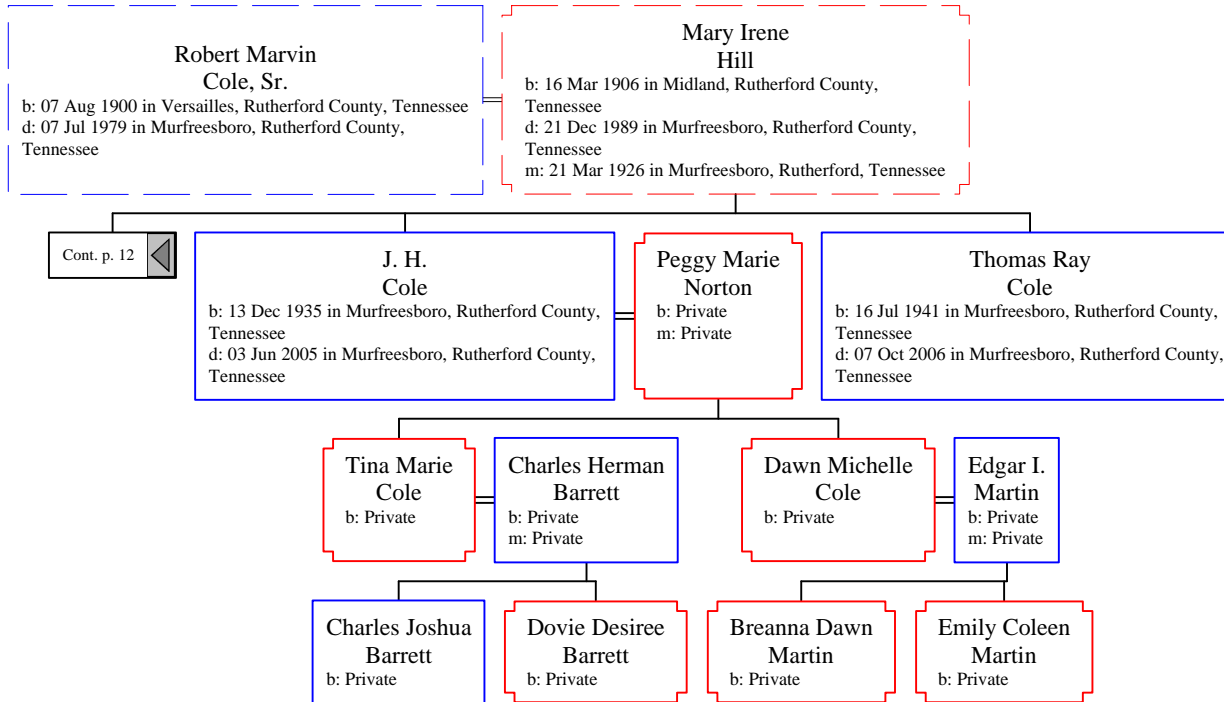 Robert Marvin
Cole, Sr.
b: 07 Aug 1900 in Versailles, Rutherford County, Tennessee
d: 07 Jul 1979 in Murfreesboro, Rutherford County,
Tennessee
Mary Irene
Hill
b: 16 Mar 1906 in Midland, Rutherford County,
Tennessee
d: 21 Dec 1989 in Murfreesboro, Rutherford County,
Tennessee
m: 21 Mar 1926 in Murfreesboro, Rutherford, Tennessee
Cont. p. 12
J. H.
Cole
b: 13 Dec 1935 in Murfreesboro, Rutherford County,
Tennessee
d: 03 Jun 2005 in Murfreesboro, Rutherford County,
Tennessee
Peggy Marie
Norton
b: Private
m: Private
Thomas Ray
Cole
b: 16 Jul 1941 in Murfreesboro, Rutherford County,
Tennessee
d: 07 Oct 2006 in Murfreesboro, Rutherford County,
Tennessee
Tina Marie
Cole
b: Private
Charles Herman
Barrett
b: Private
m: Private
Dawn Michelle
Cole
b: Private
Edgar I.
Martin
b: Private
m: Private
Charles Joshua
Barrett
b: Private
Dovie Desiree
Barrett
b: Private
Breanna Dawn
Martin
b: Private
Emily Coleen
Martin
b: Private